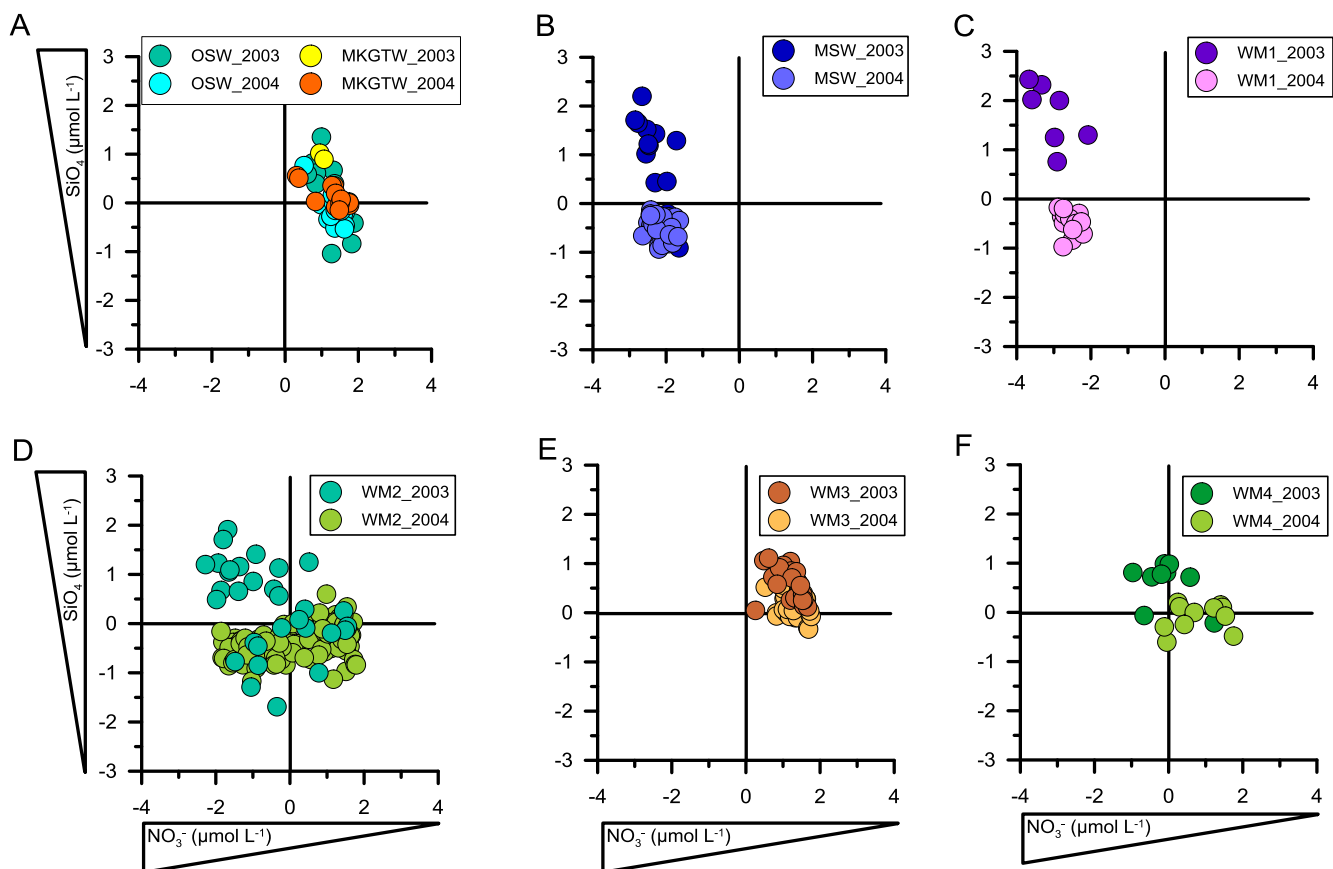 A
OSW_2003 MKGTW_2003
OSW_2004 MKGTW_2004
SiO4 (µmol L-1)
3
2
1
0
-1
-2
-3
-4 -2 0 2 4
B
MSW_2003
MSW_2004
3
2
1
0
-1
-2
-3
-4 -2 0 2 4
C
WM1_2003
WM1_2004
3
2
1
0
-1
-2
-3
-4 -2 0 2 4
D
WM2_2003
WM2_2004
SiO4 (µmol L-1)
3
2
1
0
-1
-2
-3
-4 -2 0 2 4
NO3- (µmol L-1)
E
WM3_2003
WM3_2004
3
2
1
0
-1
-2
-3
-4 -2 0 2 4
NO3- (µmol L-1)
F
WM4_2003
WM4_2004
3
2
1
0
-1
-2
-3
-4 -2 0 2 4
NO3- (µmol L-1)